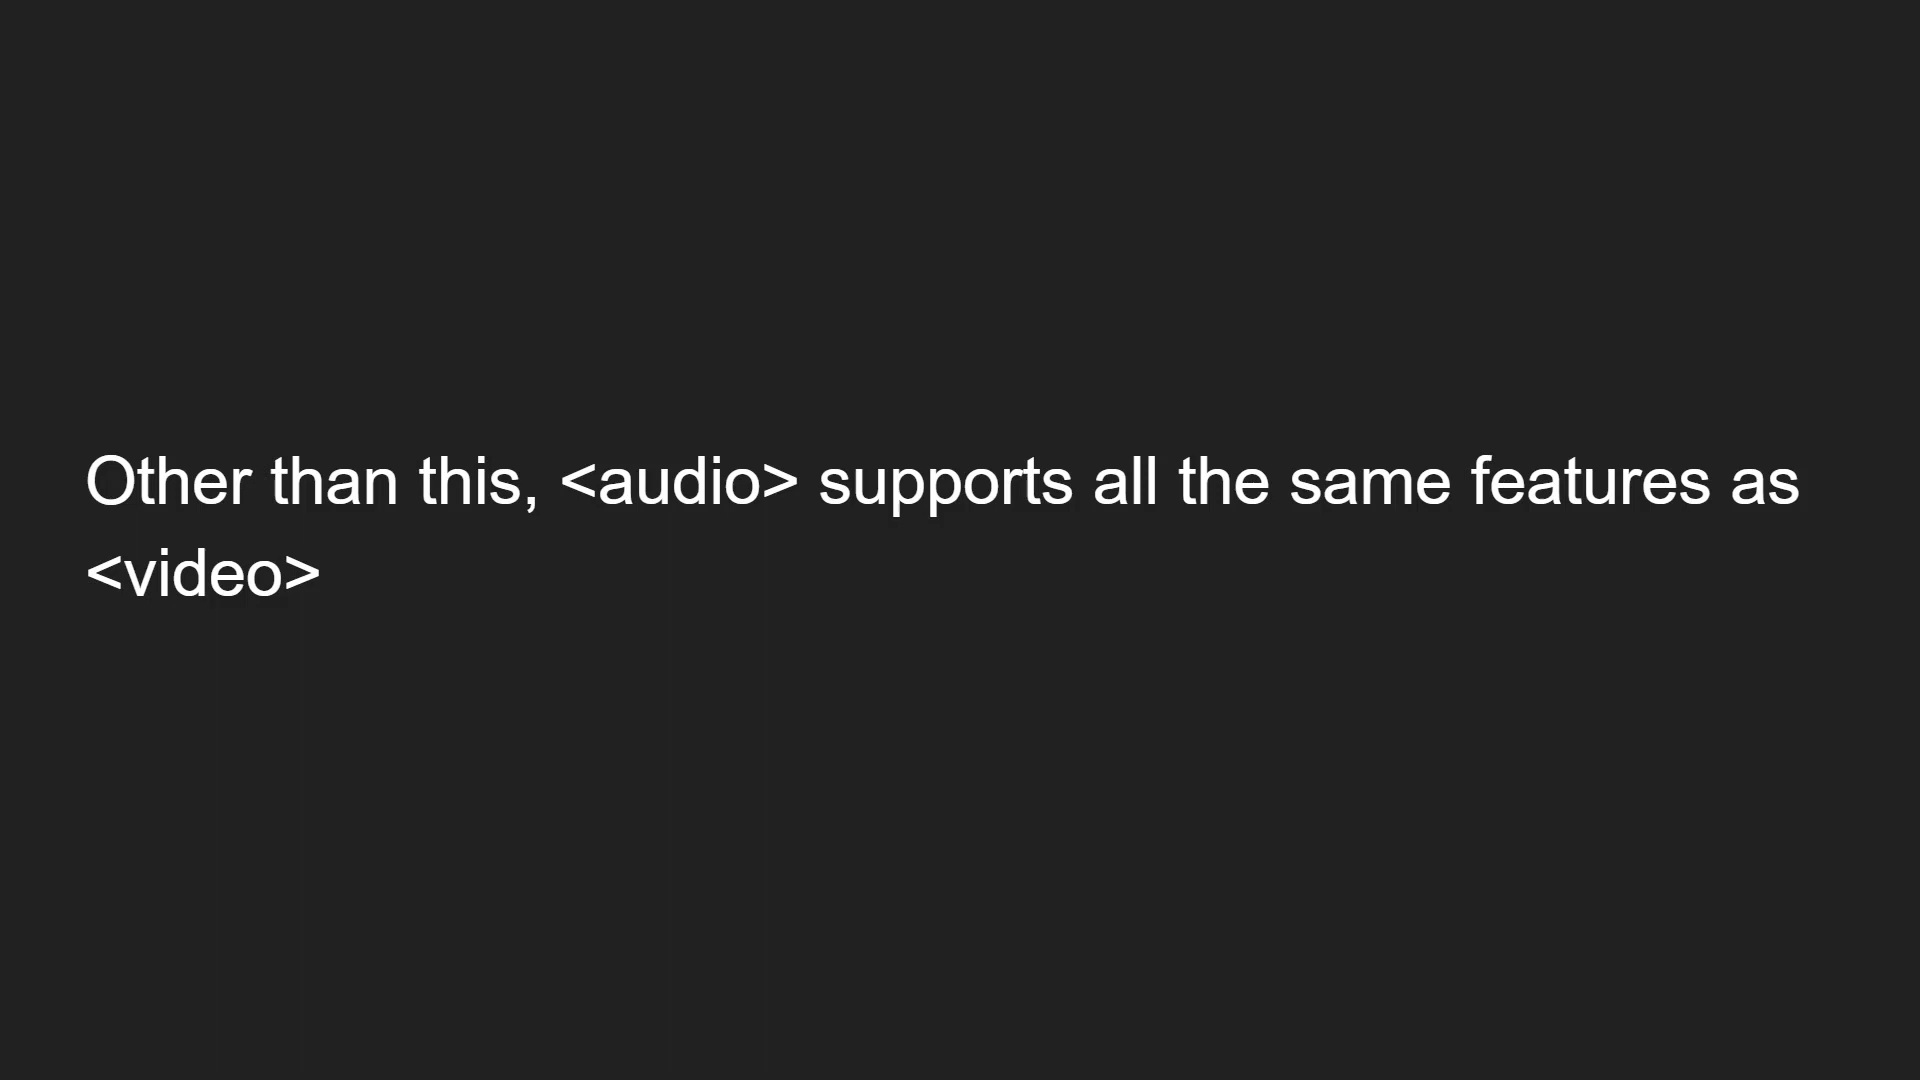 Other than this, <audio> supports all the same features as
<video>